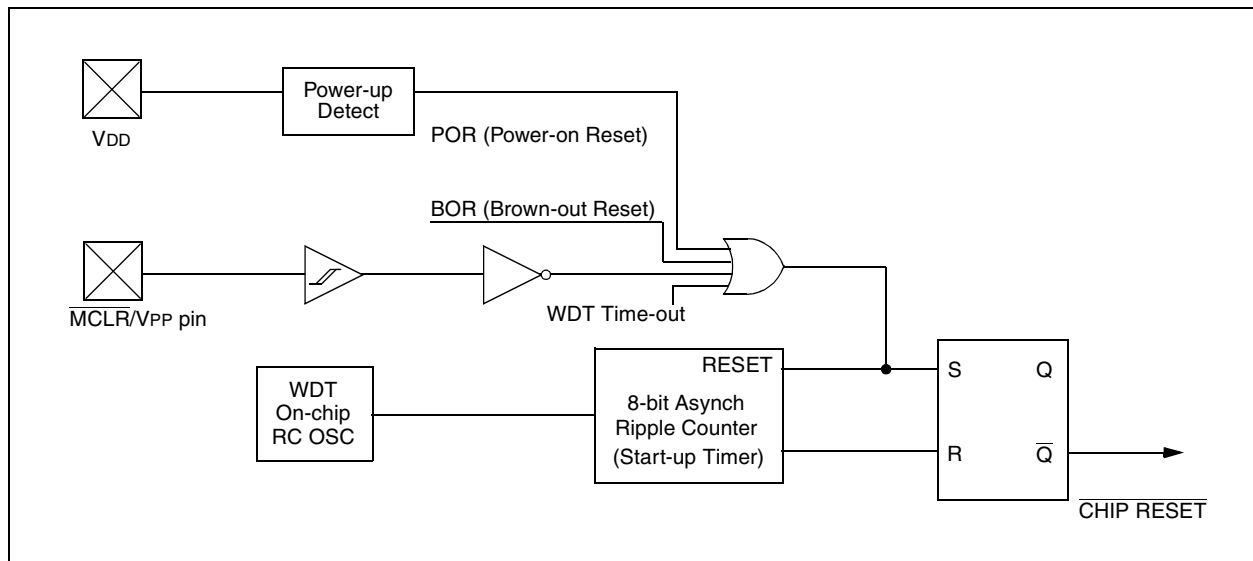 Power-up
Detect
VDD
POR (Power-on Reset)
BOR (Brown-out Reset)
MCLR/VPP pin
WDT Time-out
WDT
On-chip
RC OSC
RESET
8-bit Asynch
Ripple Counter
(Start-up Timer)
S
Q
R
Q
CHIP RESET